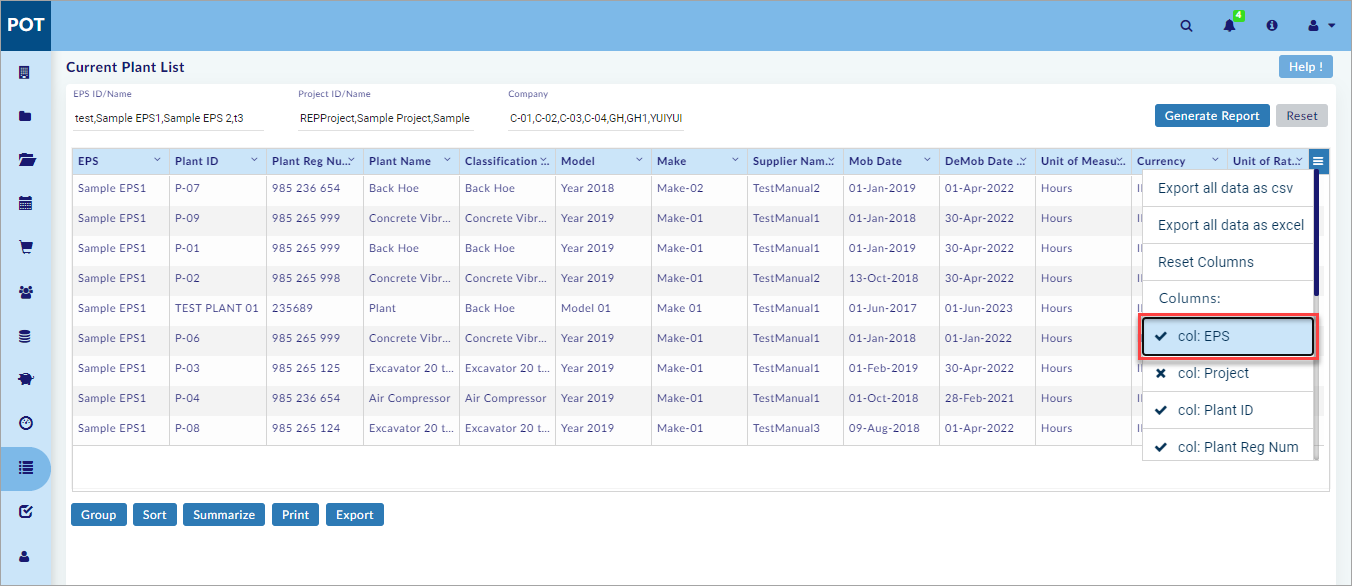 POT
4
Current Plant List
Help !
EPS ID/Name Project ID/Name Company
test,Sample EPS1,Sample EPS 2,t3 REPProject,Sample Project,Sample C-01,C-02,C-03,C-04,GH,GH1,YUIYUI
Generate Report Reset
EPS Plant ID Plant Reg Nu... Plant Name Classification ... Model Make Supplier Nam... Mob Date DeMob Date ... Unit of Measu... Currency Unit of Rat...
Sample EPS1 P-07 985 236 654 Back Hoe Back Hoe Year 2018 Make-02 TestManual2 01-Jan-2019 01-Apr-2022 Hours
Sample EPS1 P-09 985 265 999 Concrete Vibr... Concrete Vibr... Year 2019 Make-01 TestManual1 01-Jan-2018 30-Apr-2022 Hours
Sample EPS1 P-01 985 265 999 Back Hoe Back Hoe Year 2019 Make-01 TestManual1 01-Jan-2019 30-Apr-2022 Hours
Sample EPS1 P-02 985 265 998 Concrete Vibr... Concrete Vibr... Year 2019 Make-01 TestManual2 13-Oct-2018 30-Apr-2022 Hours
Sample EPS1 TEST PLANT 01 235689 Plant Back Hoe Model 01 Make 01 TestManual1 01-Jun-2017 01-Jun-2023 Hours
Sample EPS1 P-06 985 265 999 Concrete Vibr... Concrete Vibr... Year 2019 Make-01 TestManual1 01-Jan-2018 01-Jan-2022 Hours
Sample EPS1 P-03 985 265 125 Excavator 20 t... Excavator 20 t... Year 2019 Make-01 TestManual1 01-Feb-2019 30-Apr-2022 Hours
Sample EPS1 P-04 985 236 654 Air Compressor Air Compressor Year 2019 Make-01 TestManual1 01-Oct-2018 28-Feb-2021 Hours
Sample EPS1 P-08 985 265 124 Excavator 20 t... Excavator 20 t... Year 2019 Make-01 TestManual3 09-Aug-2018 01-Apr-2022 Hours
Export all data as csv
Export all data as excel
Reset Columns
Columns:
col: EPS
col: Project
col: Plant ID
col: Plant Reg Num
Group Sort Summarize Print Export